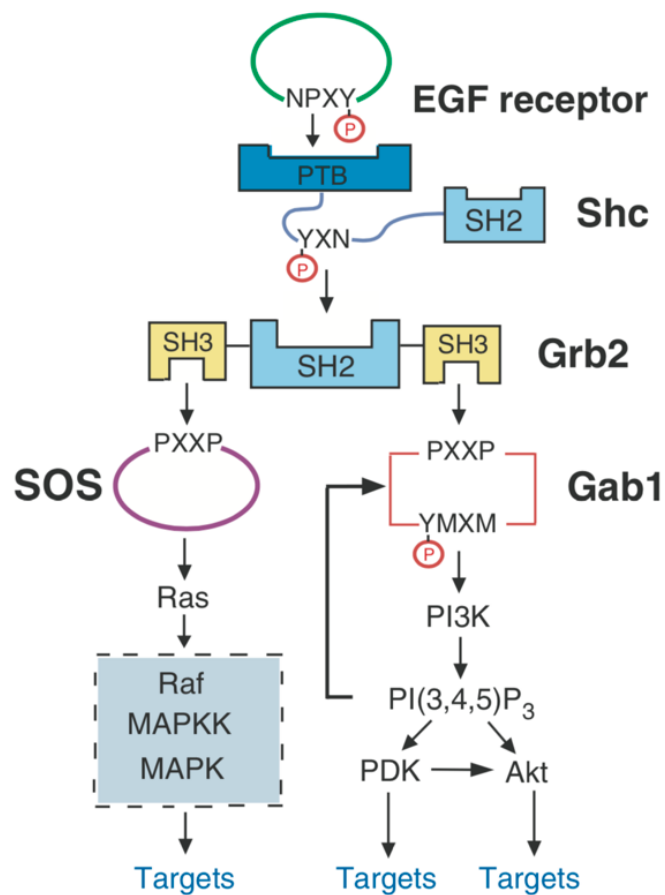 NPXY
P
EGF receptor
PTB
SH2
Shc
YXN
P
SH3
SH2
SH3
Grb2
PXXP
PXXP
SOS
Gab1
YMXM
P
Ras
PI3K
Raf
MAPKK
MAPK
PI(3,4,5)P3
PDK
Akt
Targets
Targets
Targets